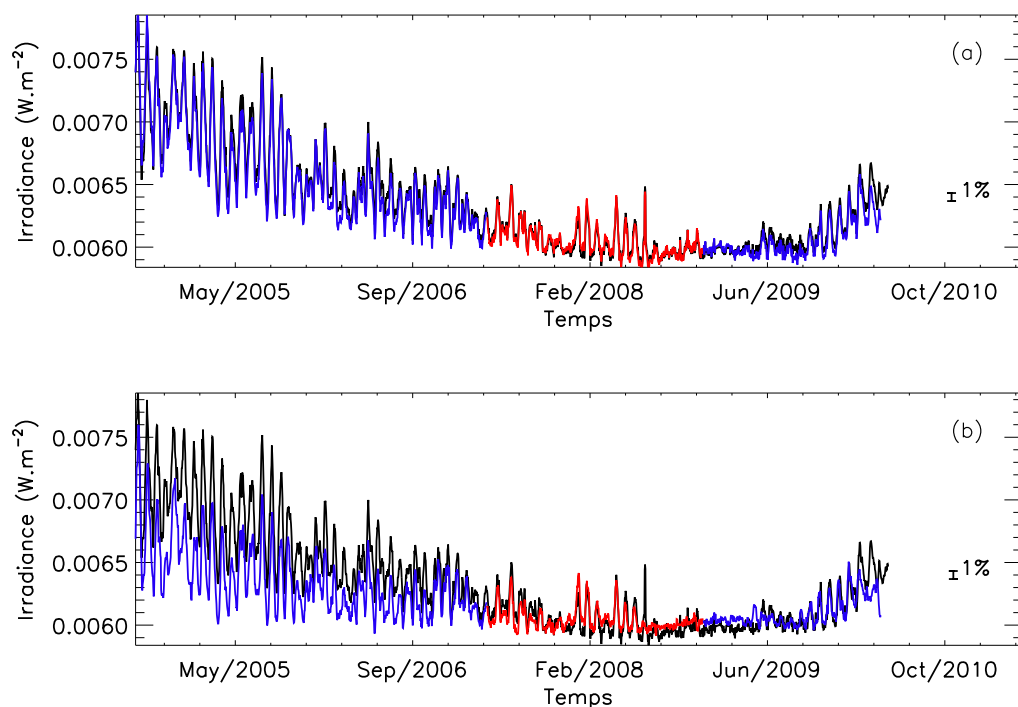 (a)
0.0075
0.0070
0.0065
0.0060
Irradiance (W.m⁻²)
1%
May/2005 Sep/2006 Feb/2008 Jun/2009 Oct/2010
Temps
(b)
0.0075
0.0070
0.0065
0.0060
Irradiance (W.m⁻²)
1%
May/2005 Sep/2006 Feb/2008 Jun/2009 Oct/2010
Temps